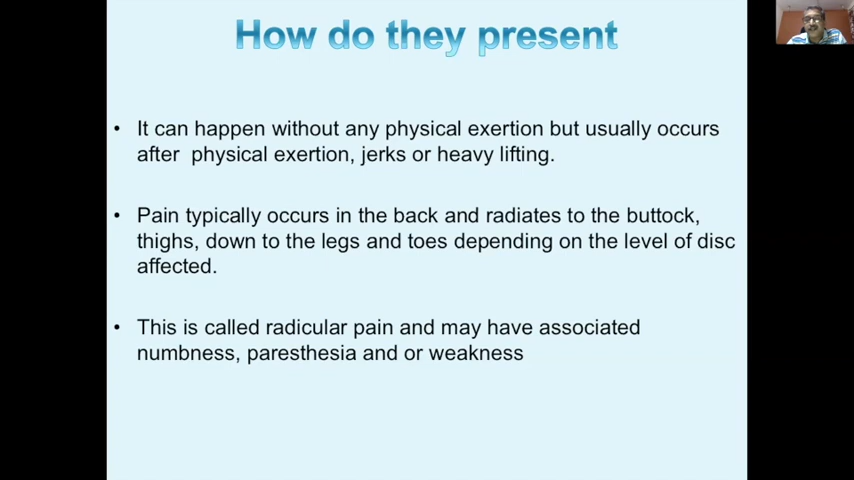 How do they present
• It can happen without any physical exertion but usually occurs
after physical exertion, jerks or heavy lifting.
• Pain typically occurs in the back and radiates to the buttock,
thighs, down to the legs and toes depending on the level of disc
affected.
• This is called radicular pain and may have associated
numbness, paresthesia and or weakness